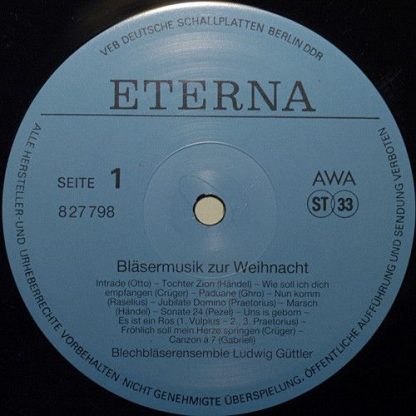 VEB DEUTSCHE SCHALLPLATTEN BERLIN DDR
ETERNA
SEITE 1
827798
AWA
ST 33
Bläsermusik zur Weihnacht
Intrade (Otto) – Tochter Zion (Händel) – Wie soll ich dich
empfangen (Crüger) – Paduane (Ghro) – Nun komm
(Raselius) – Jubilate Domino (Praetorius) – Marsch
(Händel) – Sonate 24 (Pezel) – Uns is geborn –
Es ist ein Ros (1. Vulpius – 2., 3. Praetorius) –
Fröhlich soll mein Herze springen (Crüger) –
Canzon à 7 (Gabrieli)
Blechbläserensemble Ludwig Güttler
ALLE HERSTELLER- UND URHEBERRECHTE VORBEHALTEN NICHT GENEHMIGTE ÜBERSPIELUNG, ÖFFENTLICHE AUFFÜHRUNG UND SENDUNG VERBOTEN